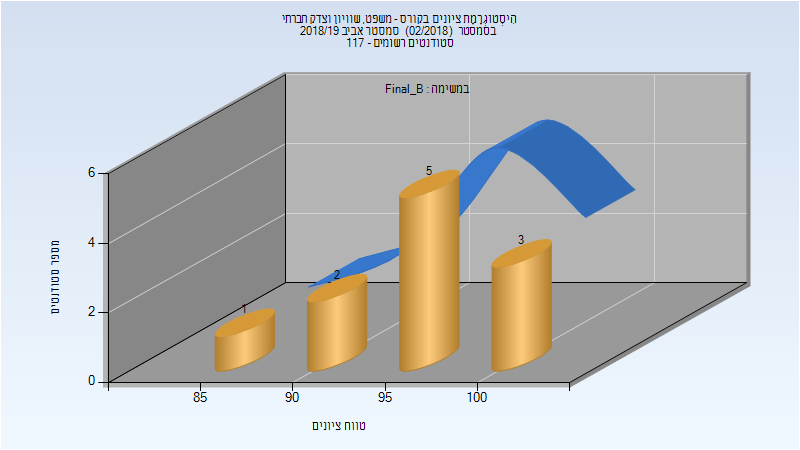 היסטוגרמת ציונים בקורס - משפט, שוויון וצדק חברתי
בסמסטר (02/2018) סמסטר אביב 2018/19
סטודנטים רשומים - 117
במשימה : Final_B
6
4
2
0
מספר סטודנטים
1
2
5
3
85
90
95
100
טווח ציונים